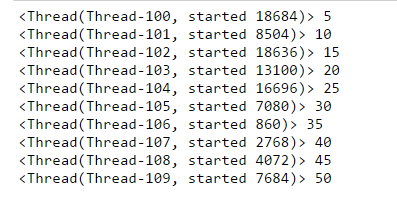 <Thread(Thread-100, started 18684)> 5
<Thread(Thread-101, started 8504)> 10
<Thread(Thread-102, started 18636)> 15
<Thread(Thread-103, started 13100)> 20
<Thread(Thread-104, started 16696)> 25
<Thread(Thread-105, started 7080)> 30
<Thread(Thread-106, started 860)> 35
<Thread(Thread-107, started 2768)> 40
<Thread(Thread-108, started 4072)> 45
<Thread(Thread-109, started 7684)> 50